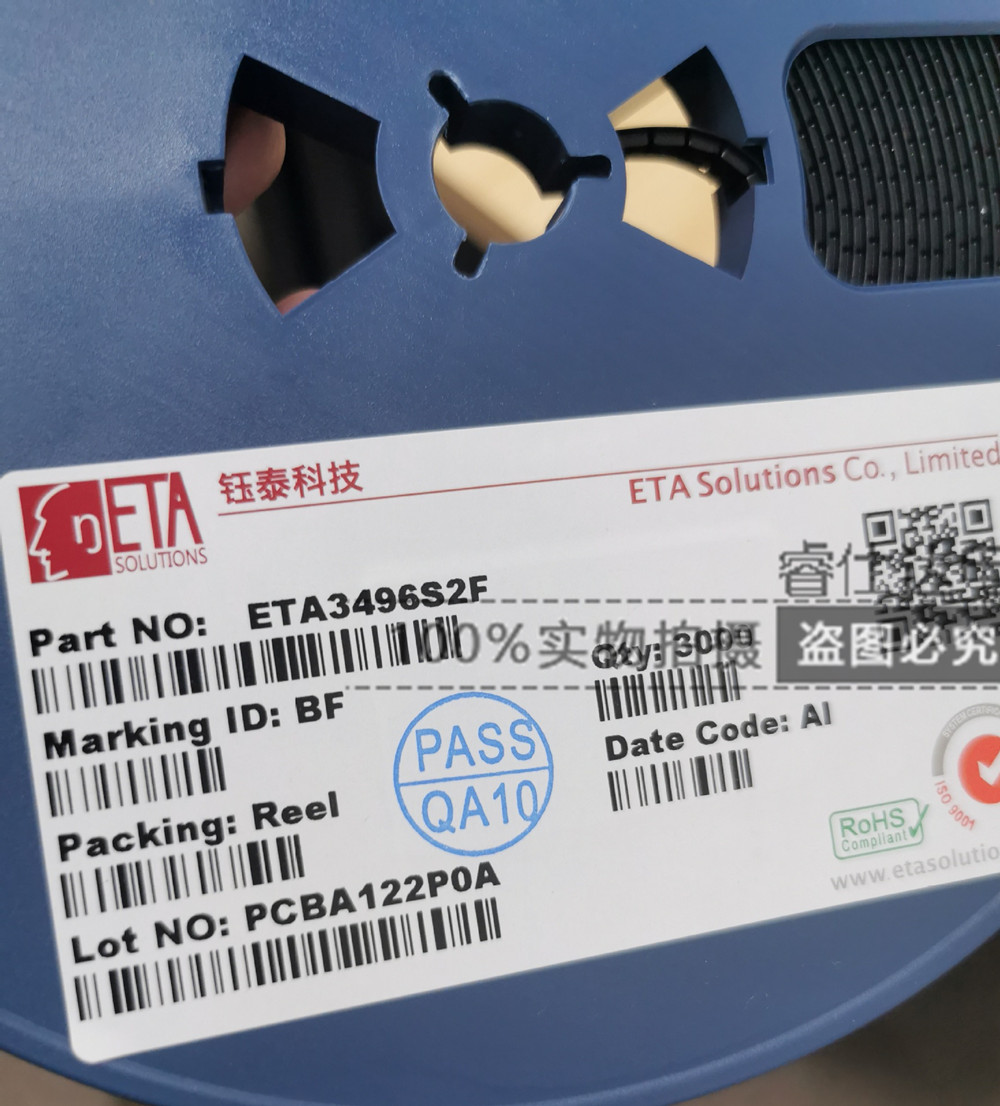 ηETA
SOLUTIONS
钰泰科技
ETA Solutions Co., Limited
Part NO: ETA3496S2F
100%实物拍摄
盗图必究
Qty: 3000
Marking ID: BF
Date Code: AI
PASS
QA10
Packing: Reel
RoHS
Compliant
ISO 9001
Lot NO: PCBA122P0A
www.etasolutio